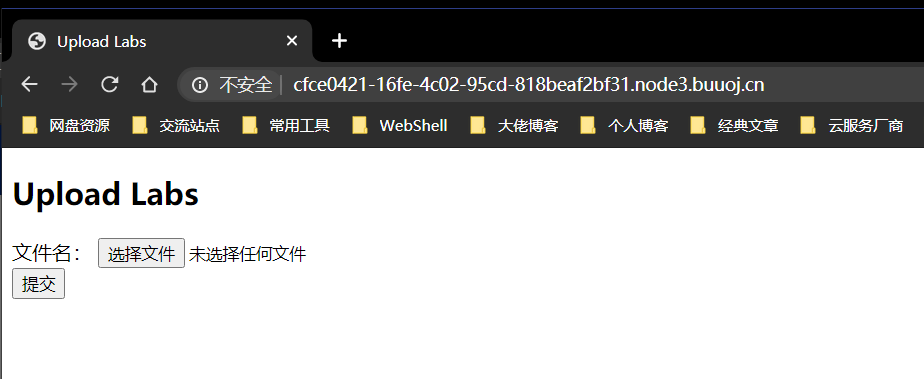 Upload Labs
不安全 cfce0421-16fe-4c02-95cd-818beaf2bf31.node3.buuoj.cn
网盘资源 交流站点 常用工具 WebShell 大佬博客 个人博客 经典文章 云服务厂商
Upload Labs
文件名： 选择文件 未选择任何文件
提交